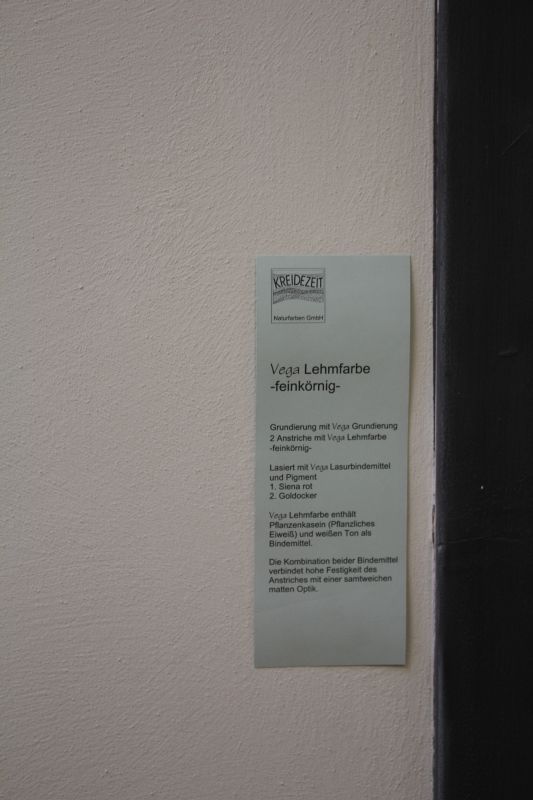 KREIDEZEIT
Naturfarben GmbH
Vega Lehmfarbe
-feinkörnig-
Grundierung mit Vega Grundierung
2 Anstriche mit Vega Lehmfarbe
-feinkörnig-
Lasiert mit Vega Lasurbindemittel
und Pigment
1. Siena rot
2. Goldocker
Vega Lehmfarbe enthält
Pflanzenkasein (Pflanzliches
Eiweiß) und weißen Ton als
Bindemittel.
Die Kombination beider Bindemittel
verbindet hohe Festigkeit des
Anstriches mit einer samtweichen
matten Optik.